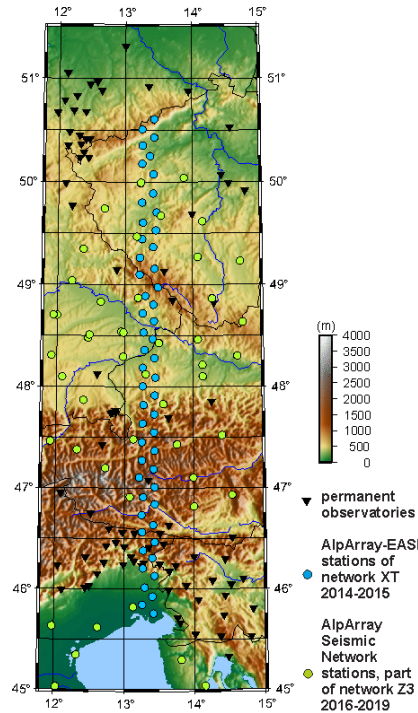 12° 13° 14° 15°
51° 51°
50° 50°
49° 49°
48° 48°
47° 47°
46° 46°
45° 45°
12° 13° 14° 15°
(m)
4000
3500
3000
2500
2000
1500
1000
500
0
permanent
observatories
AlpArray-EASI
stations of
network XT
2014-2015
AlpArray
Seismic
Network
stations, part
of network Z3
2016-2019